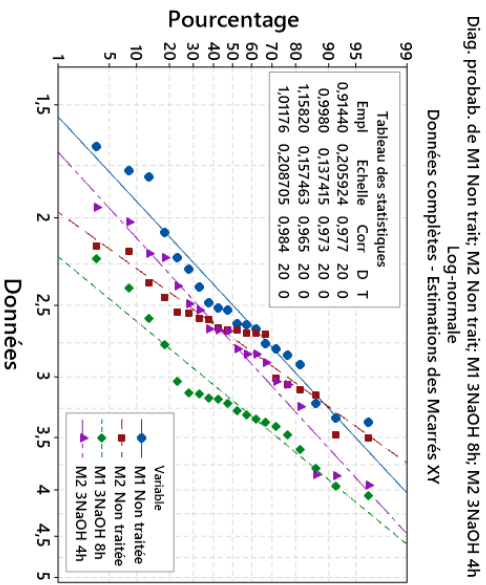 Diag. probab. de M1 Non trait; M2 Non trait; M1 3NaOH 8h; M2 3NaOH 4h
Log-normale
Données complètes - Estimations des Mcarrés XY
Pourcentage
99
95
90
80
70
60
50
40
30
20
10
5
1
Tableau des statistiques
Empl Echelle Corr D T
0,91440 0,205924 0,977 20 0
0,9980 0,137415 0,973 20 0
1,15820 0,157463 0,965 20 0
1,01176 0,208705 0,984 20 0
Variable
M1 Non traitée
M2 Non traitée
M1 3NaOH 8h
M2 3NaOH 4h
1,5 2 2,5 3 3,5 4 4,5 5
Données